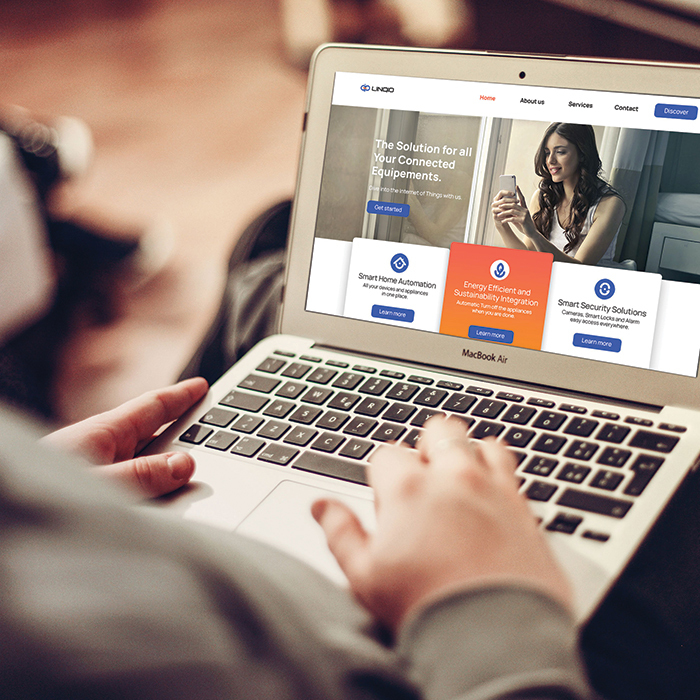 LINQIO
Home About us Services Contact Discover
The Solution for all
Your Connected
Equipements.
Dive into the Internet of Things with us.
Get started
Smart Home Automation
All your devices and appliances
in one place.
Learn more
Energy Efficient and
Sustainability Integration
Automatic Turn-off the appliances
when you are done.
Learn more
Smart Security Solutions
Cameras, Smart Locks and Alarm
easy access everywhere.
Learn more
MacBook Air